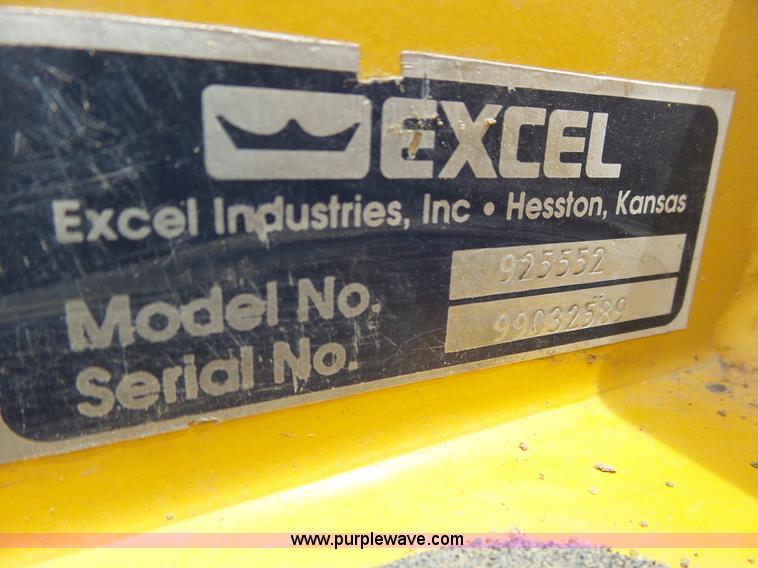 EXCEL
Excel Industries, Inc • Hesston, Kansas
Model No. 925552
Serial No. 99032589
www.purplewave.com